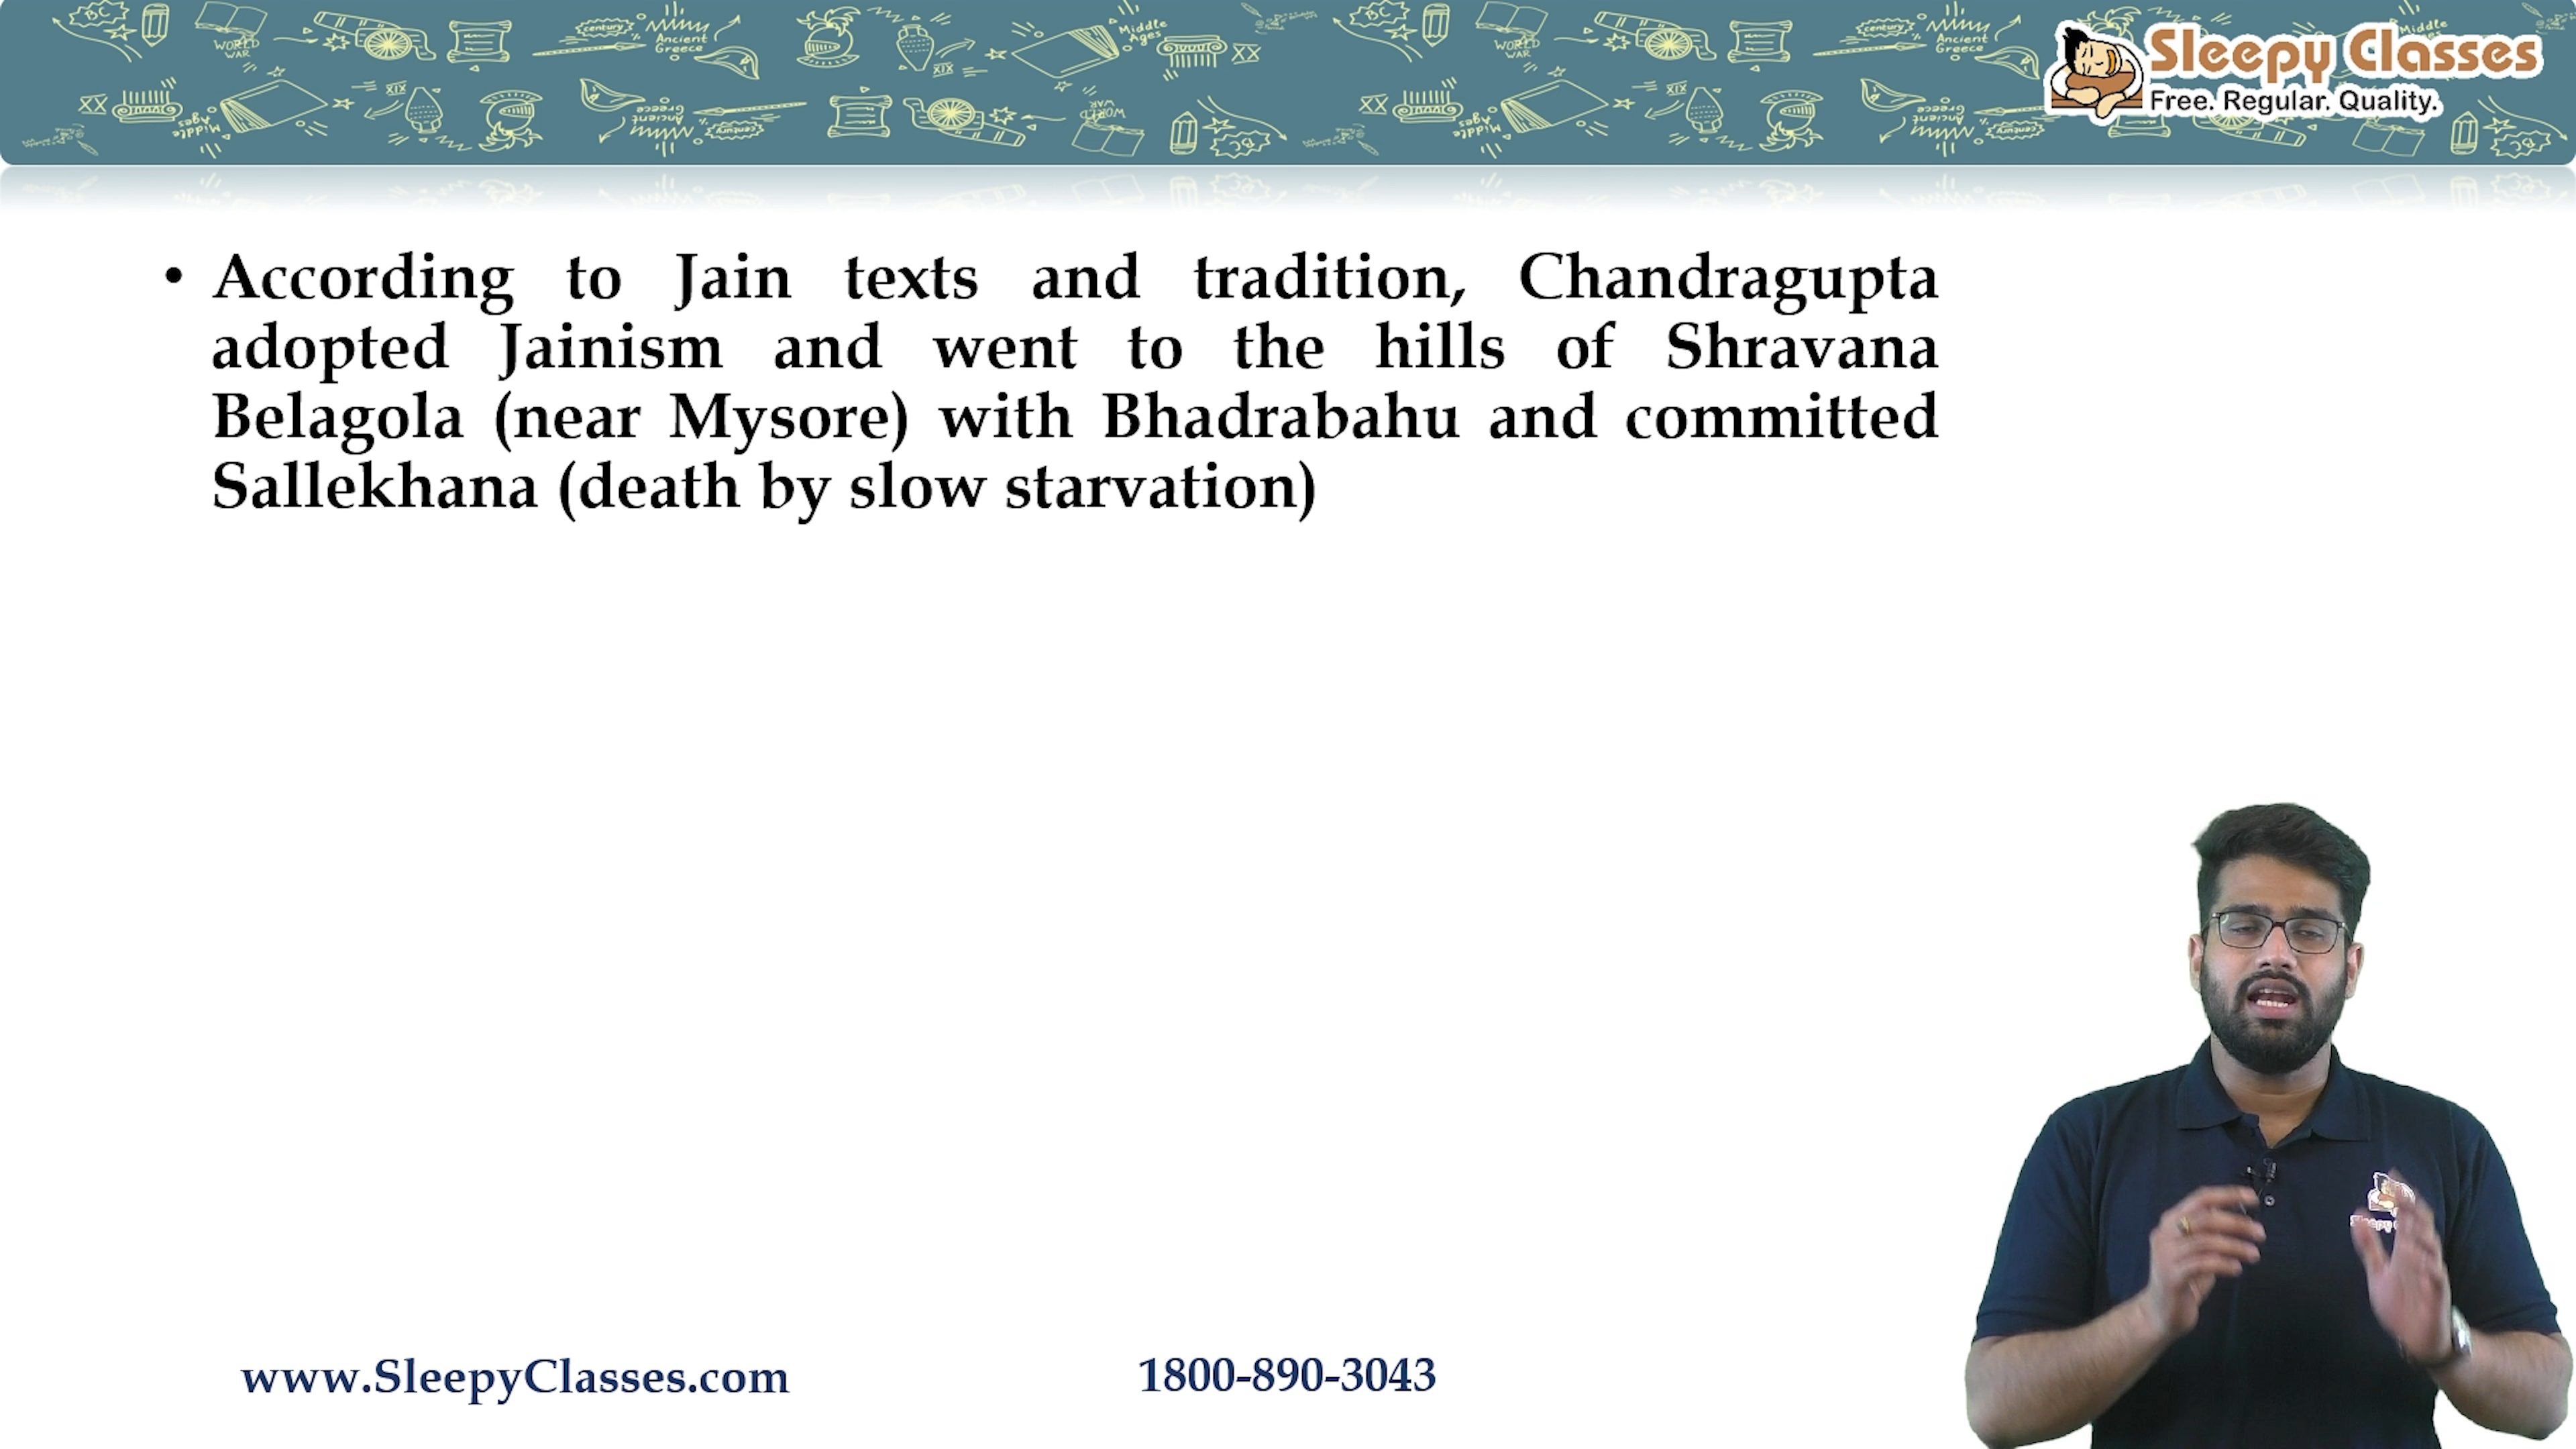 Sleepy Classes
Free. Regular. Quality.
• According to Jain texts and tradition, Chandragupta
adopted Jainism and went to the hills of Shravana
Belagola (near Mysore) with Bhadrabahu and committed
Sallekhana (death by slow starvation)
www.SleepyClasses.com
1800-890-3043